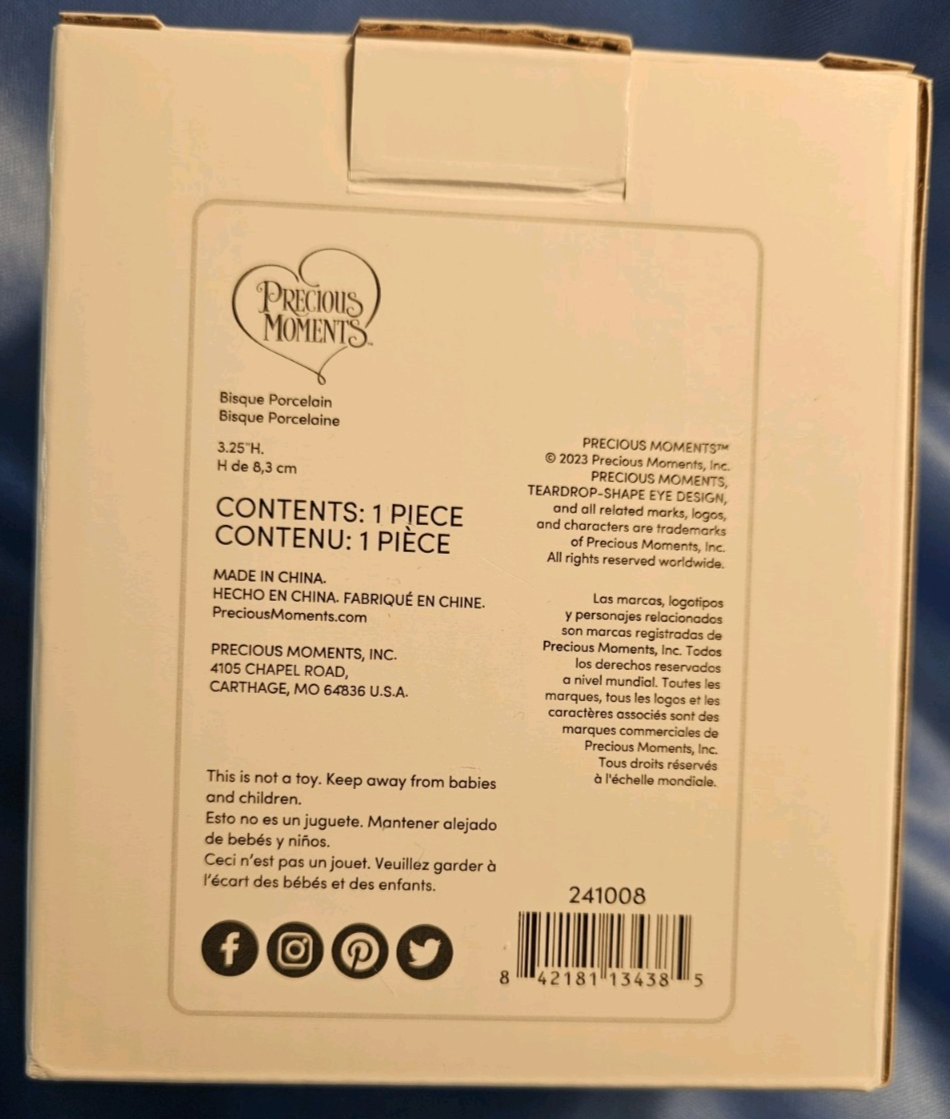 PRECIOUS
MOMENTS™
Bisque Porcelain
Bisque Porcelaine
3.25"H.
H de 8,3 cm
CONTENTS: 1 PIECE
CONTENU: 1 PIÈCE
MADE IN CHINA.
HECHO EN CHINA. FABRIQUÉ EN CHINE.
PreciousMoments.com
PRECIOUS MOMENTS, INC.
4105 CHAPEL ROAD,
CARTHAGE, MO 64836 U.S.A.
This is not a toy. Keep away from babies
and children.
Esto no es un juguete. Mantener alejado
de bebés y niños.
Ceci n'est pas un jouet. Veuillez garder à
l'écart des bébés et des enfants.
PRECIOUS MOMENTS™
© 2023 Precious Moments, Inc.
PRECIOUS MOMENTS,
TEARDROP-SHAPE EYE DESIGN,
and all related marks, logos,
and characters are trademarks
of Precious Moments, Inc.
All rights reserved worldwide.
Las marcas, logotipos
y personajes relacionados
son marcas registradas de
Precious Moments, Inc. Todos
los derechos reservados
a nivel mundial. Toutes les
marques, tous les logos et les
caractères associés sont des
marques commerciales de
Precious Moments, Inc.
Tous droits réservés
à l'échelle mondiale.
241008
8 42181 13438 5